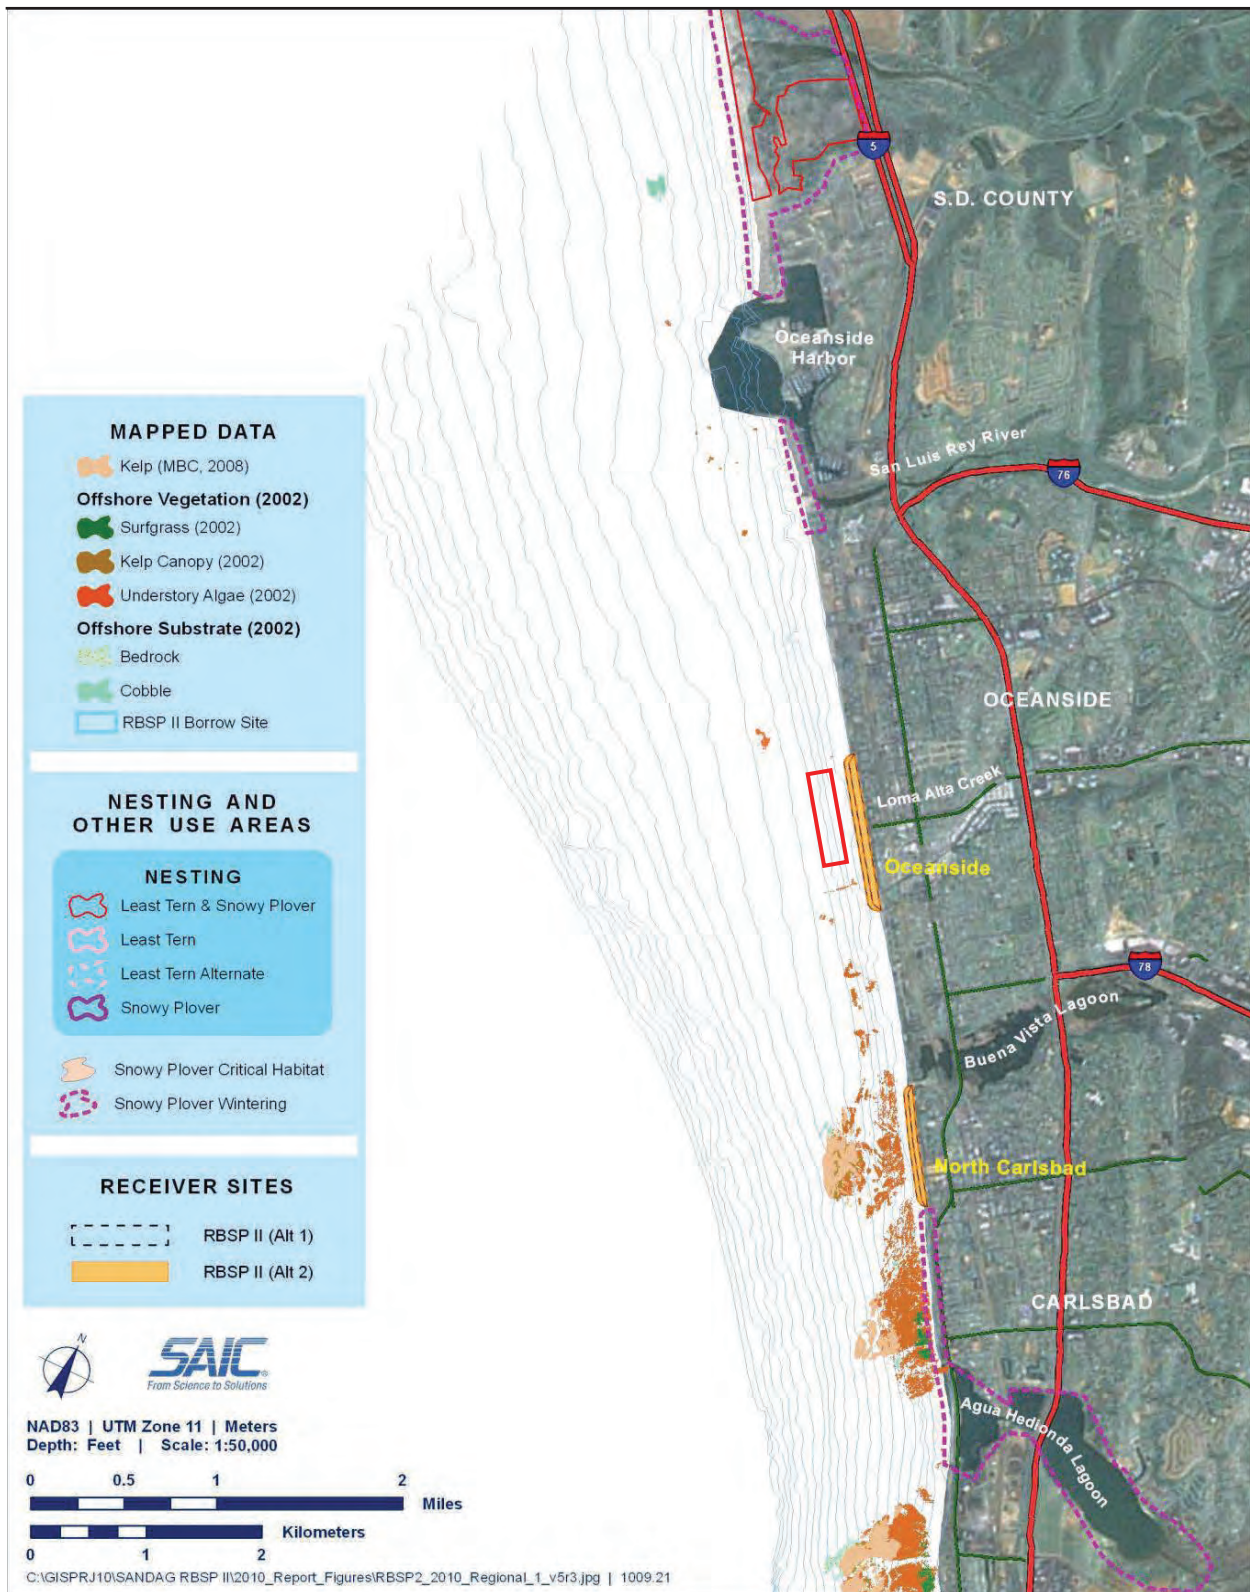 5
S.D. COUNTY
Oceanside
Harbor
San Luis Rey River
76
OCEANSIDE
Loma Alta Creek
Oceanside
78
Buena Vista Lagoon
North Carlsbad
CARLSBAD
Agua Hedionda Lagoon
MAPPED DATA
Kelp (MBC, 2008)
Offshore Vegetation (2002)
Surfgrass (2002)
Kelp Canopy (2002)
Understory Algae (2002)
Offshore Substrate (2002)
Bedrock
Cobble
RBSP II Borrow Site
NESTING AND
OTHER USE AREAS
NESTING
Least Tern & Snowy Plover
Least Tern
Least Tern Alternate
Snowy Plover
Snowy Plover Critical Habitat
Snowy Plover Wintering
RECEIVER SITES
RBSP II (Alt 1)
RBSP II (Alt 2)
N
SAIC®
From Science to Solutions
NAD83 | UTM Zone 11 | Meters
Depth: Feet | Scale: 1:50,000
0 0.5 1 2
Miles
Kilometers
0 1 2
C:\GISPRJ10\SANDAG RBSP II\2010_Report_Figures\RBSP2_2010_Regional_1_v5r3.jpg | 1009.21